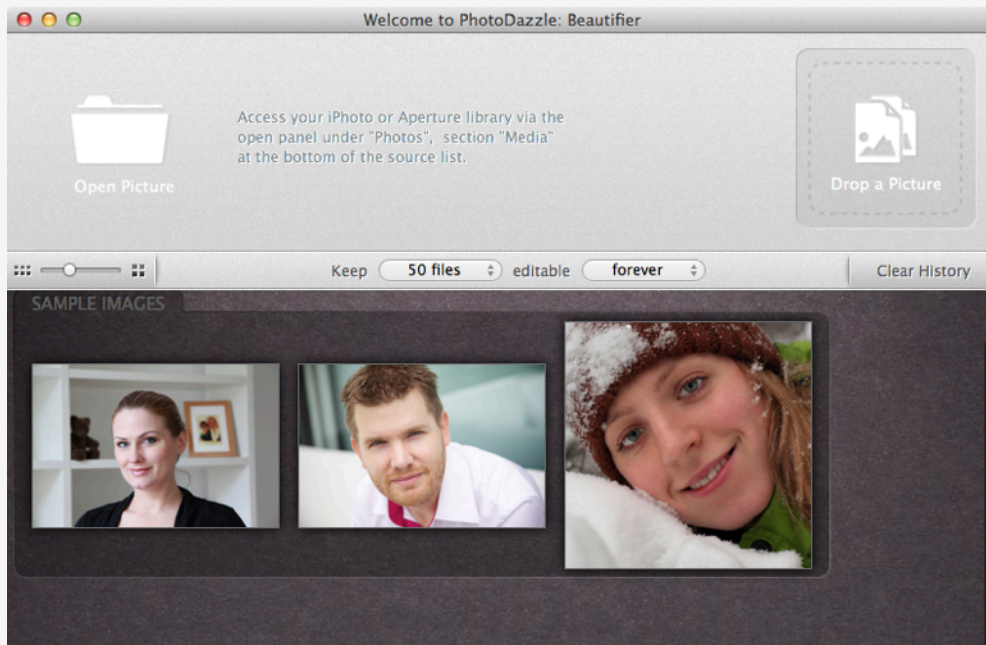 Welcome to PhotoDazzle: Beautifier
Access your iPhoto or Aperture library via the
open panel under "Photos",  section "Media"
at the bottom of the source list.
Open Picture
Drop a Picture
Keep 50 files editable forever
Clear History
SAMPLE IMAGES